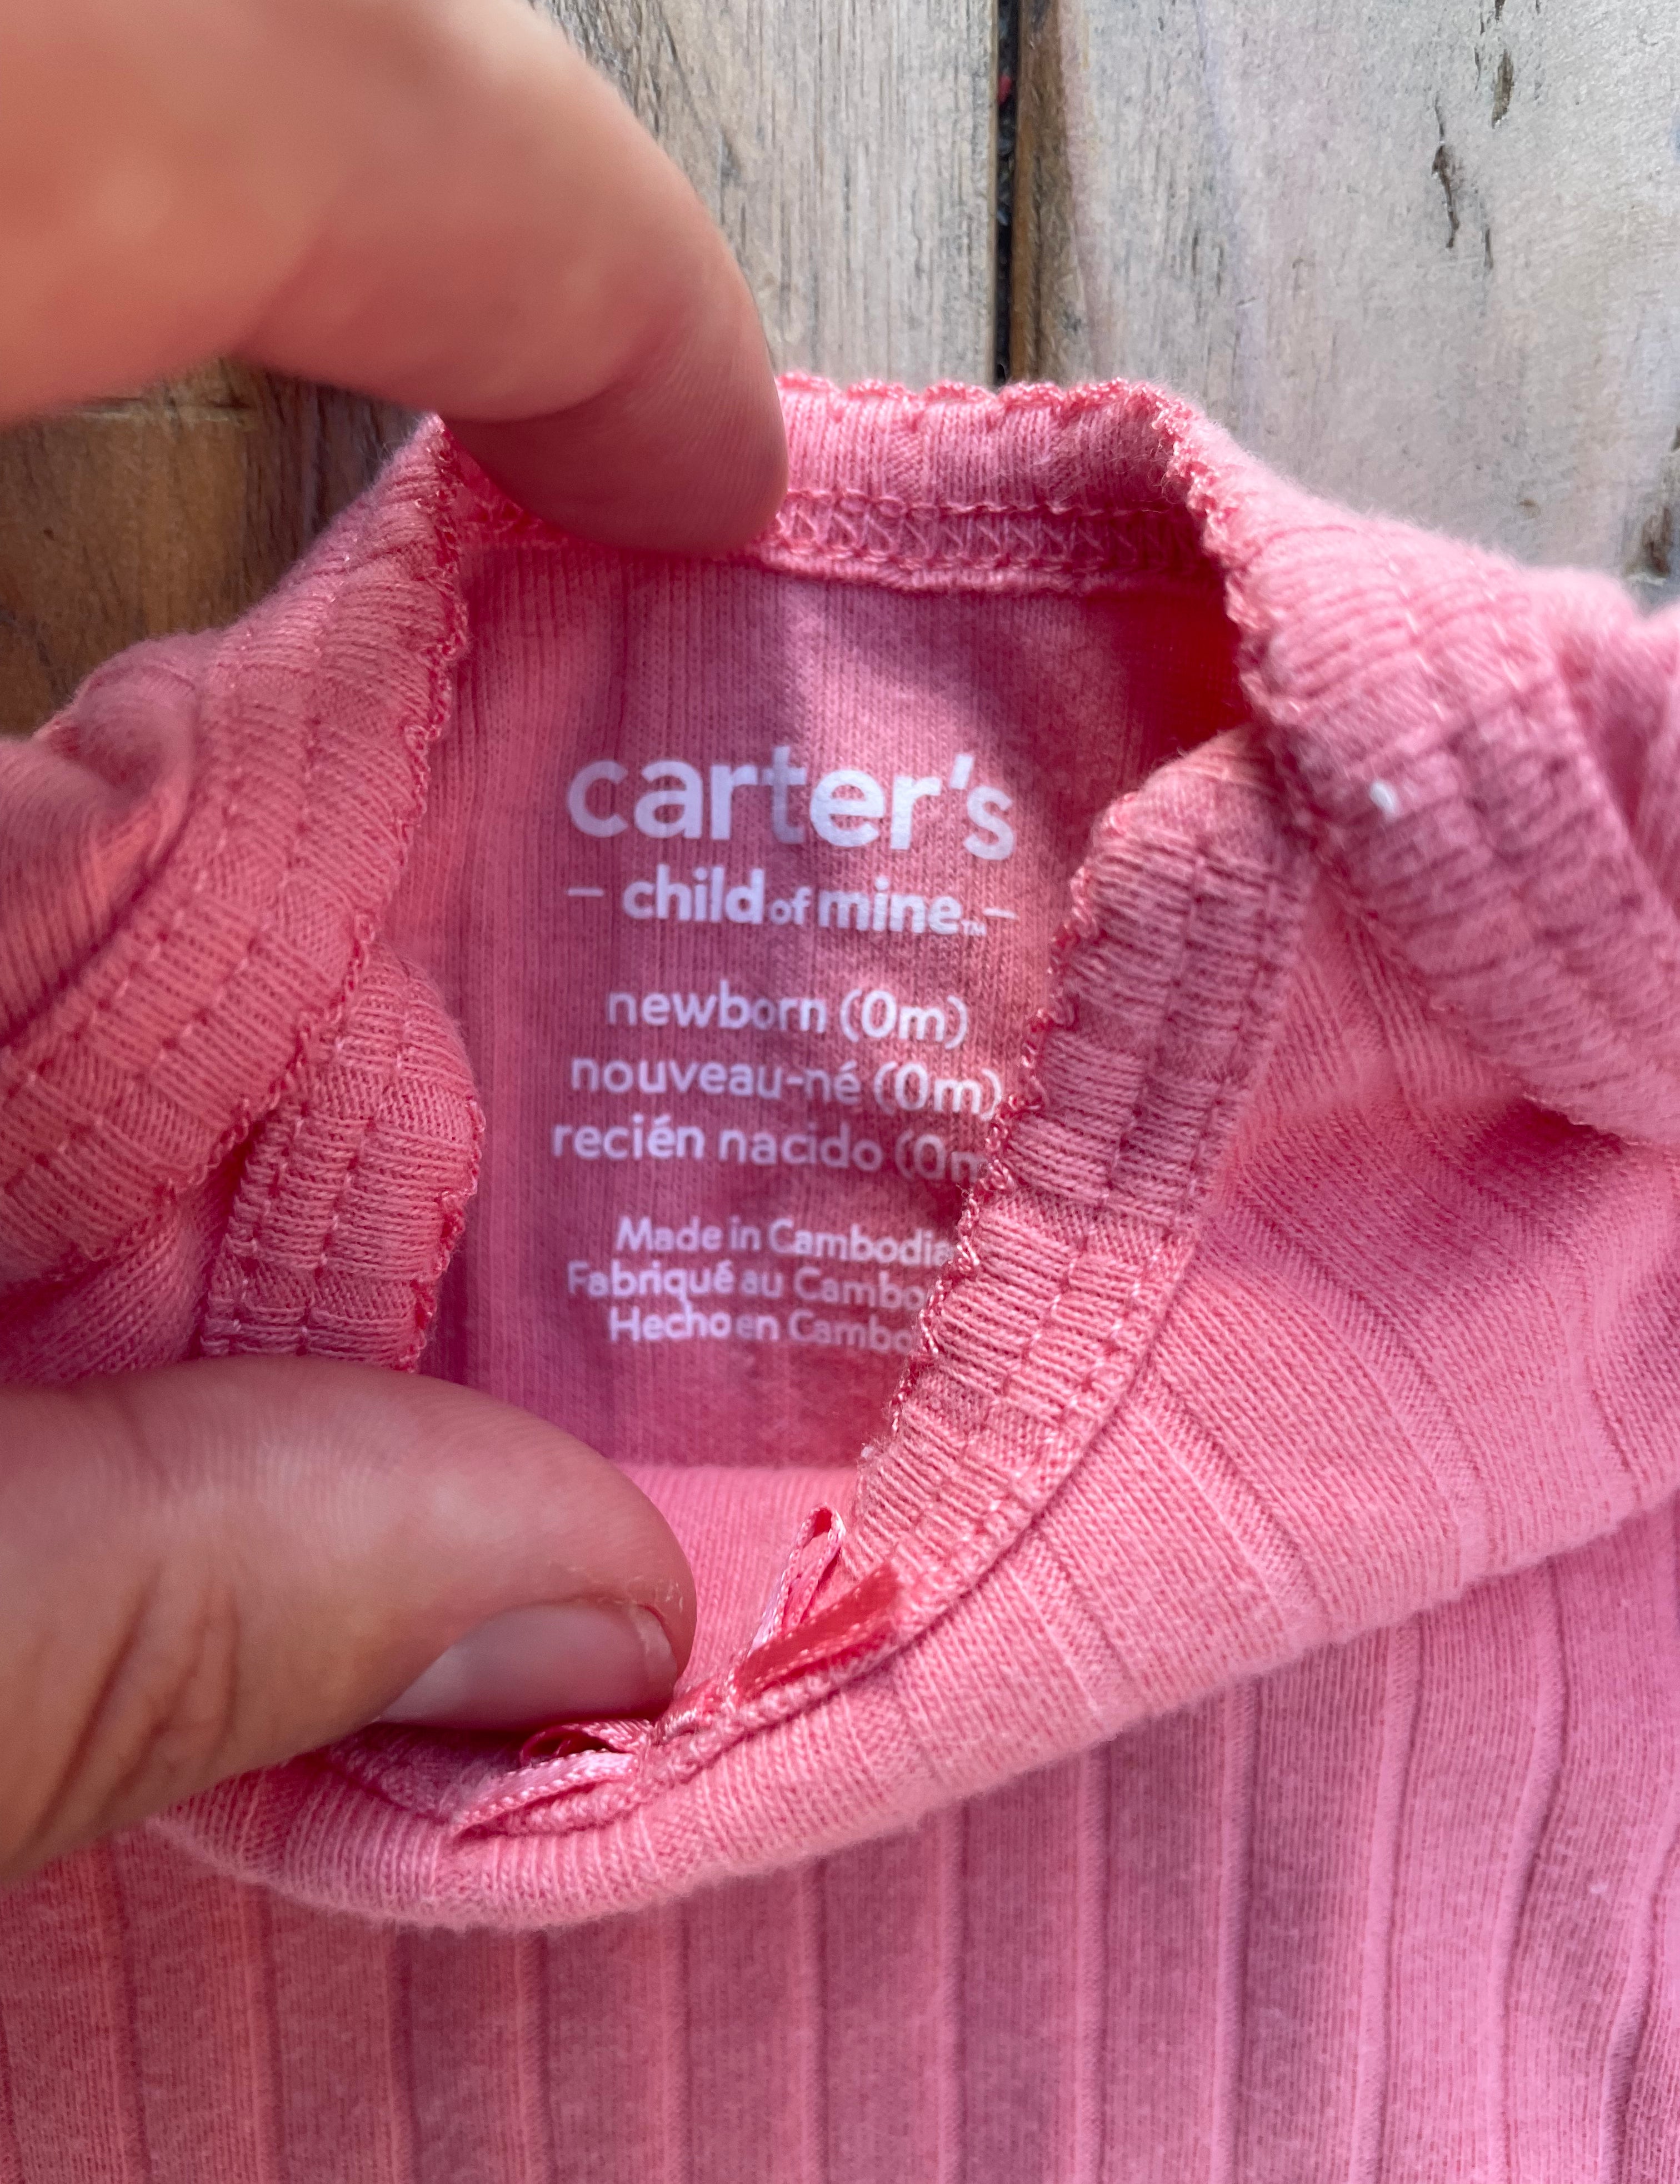 carter's
– child of mine™ –
newborn (0m)
nouveau-né (0m)
recién nacido (0m
Made in Cambodia
Fabriqué au Cambo
Hecho en Cambo